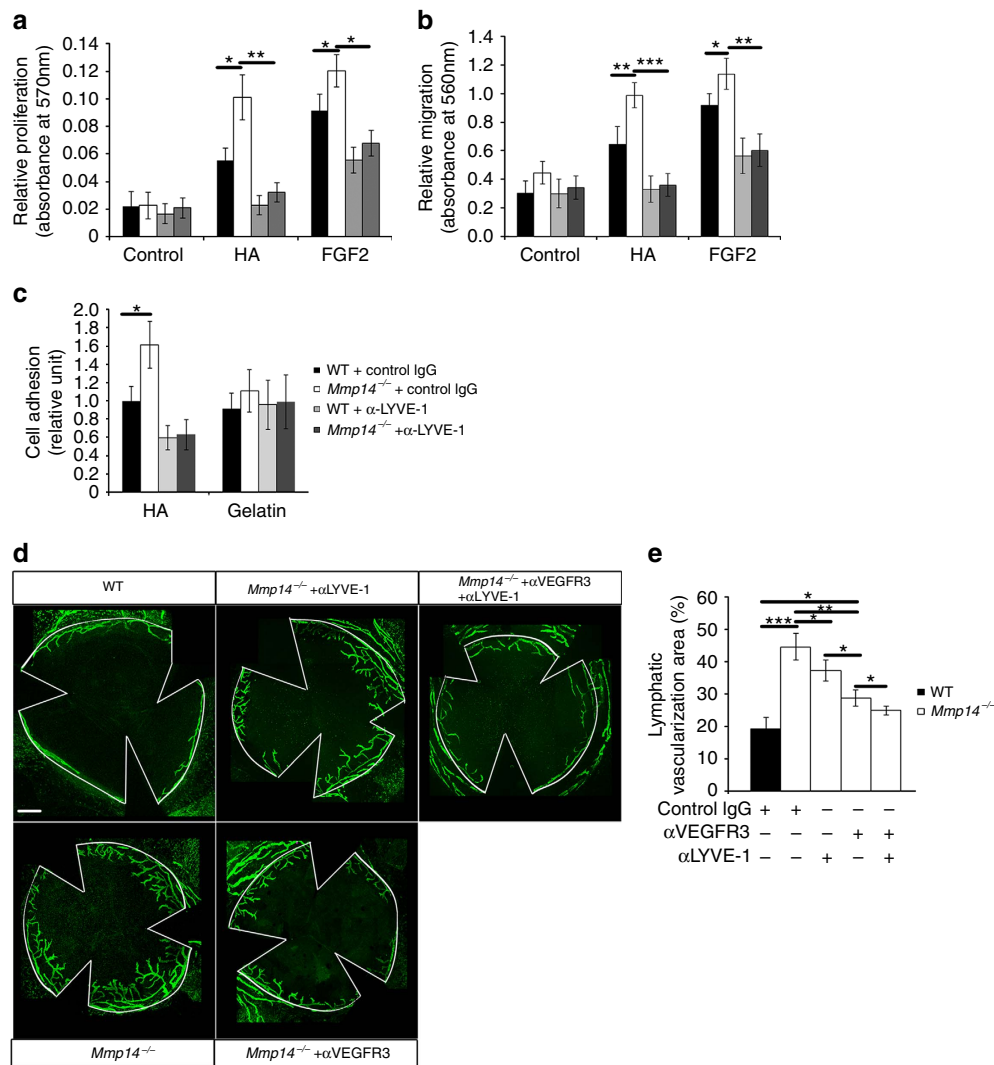 a
Relative proliferation
(absorbance at 570nm)
0.14
0.12
0.10
0.08
0.06
0.04
0.02
0
* ** * *
Control HA FGF2
b
Relative migration
(absorbance at 560nm)
1.4
1.2
1.0
0.8
0.6
0.4
0.2
0.0
** *** * **
Control HA FGF2
c
Cell adhesion
(relative unit)
2.0
1.8
1.6
1.4
1.2
1.0
0.8
0.6
0.4
0.2
0
*
HA Gelatin
WT + control IgG
Mmp14−/− + control IgG
WT + α-LYVE-1
Mmp14−/− +α-LYVE-1
d
WT
Mmp14−/− +αLYVE-1
Mmp14−/− +αVEGFR3
+αLYVE-1
Mmp14−/−
Mmp14−/− +αVEGFR3
e
Lymphatic
vascularization area (%)
60
50
40
30
20
10
0
*
**
*** *
*
*
WT
Mmp14−/−
Control IgG + + − − −
αVEGFR3 − − − + +
αLYVE-1 − − + − +